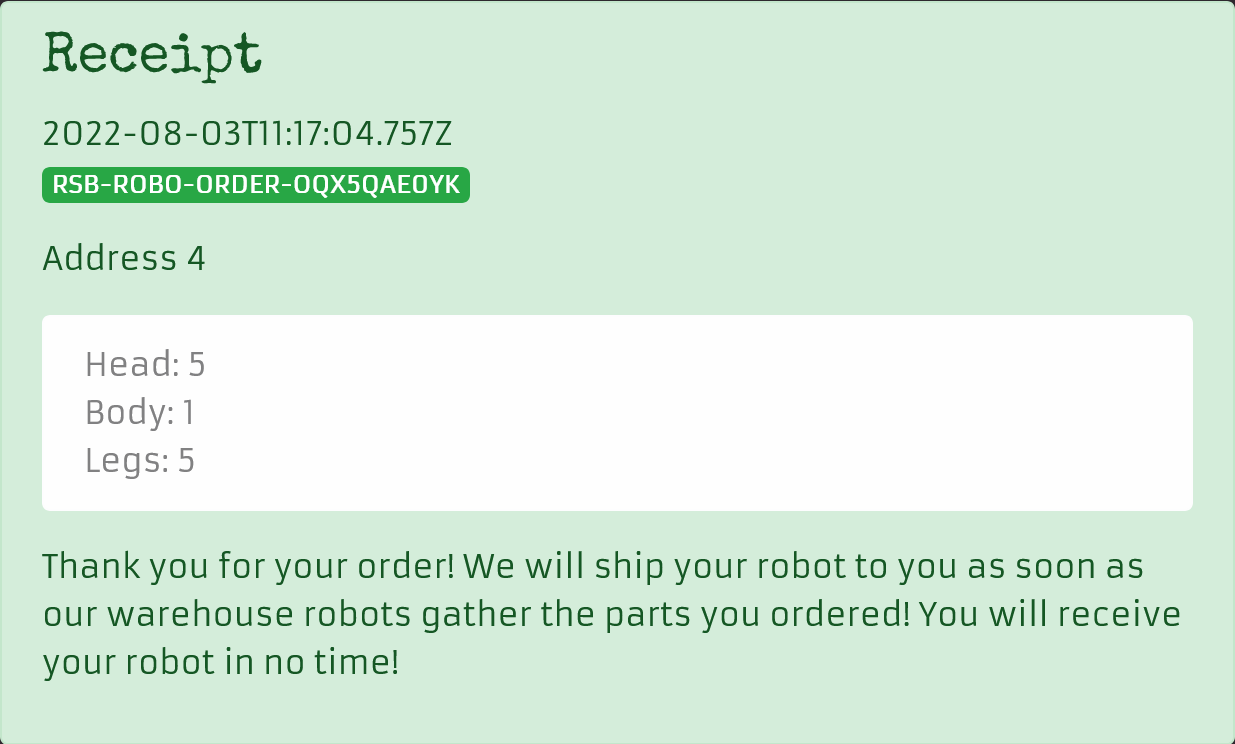 Receipt
2022-08-03T11:17:04.757Z
RSB-ROBO-ORDER-OQX5QAE0YK
Address 4
Head: 5
Body: 1
Legs: 5
Thank you for your order! We will ship your robot to you as soon as
our warehouse robots gather the parts you ordered! You will receive
your robot in no time!